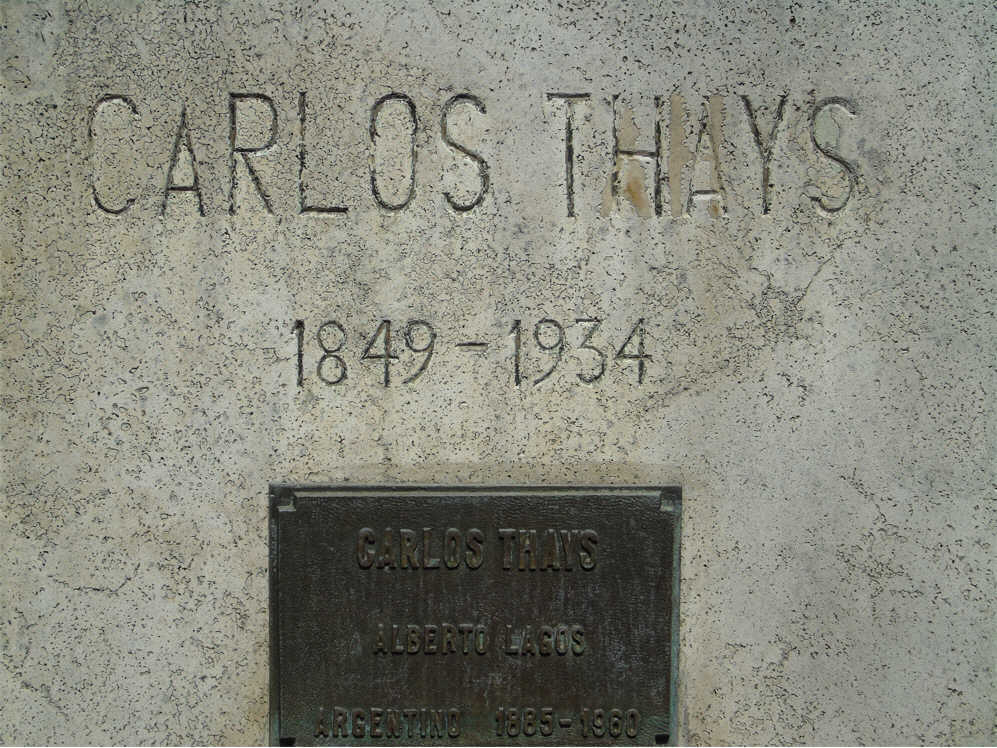 CARLOS THAYS
1849 - 1934
CARLOS THAYS
ALBERTO LAGOS
ARGENTINO 1885-1960